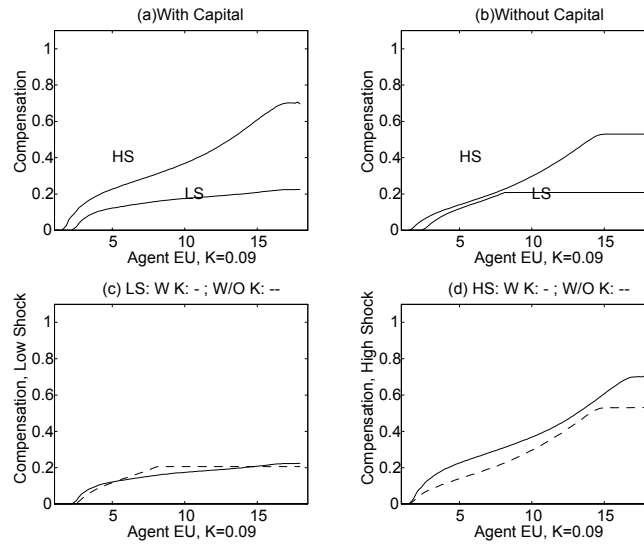 (a)With Capital
(b)Without Capital
Compensation
1
0.8
0.6
0.4
0.2
0
HS
LS
5
10
15
Agent EU, K=0.09
Compensation
1
0.8
0.6
0.4
0.2
0
HS
LS
5
10
15
Agent EU, K=0.09
(c) LS: W K: - ; W/O K: --
(d) HS: W K: - ; W/O K: --
Compensation, Low Shock
1
0.8
0.6
0.4
0.2
0
5
10
15
Agent EU, K=0.09
Compensation, High Shock
1
0.8
0.6
0.4
0.2
0
5
10
15
Agent EU, K=0.09